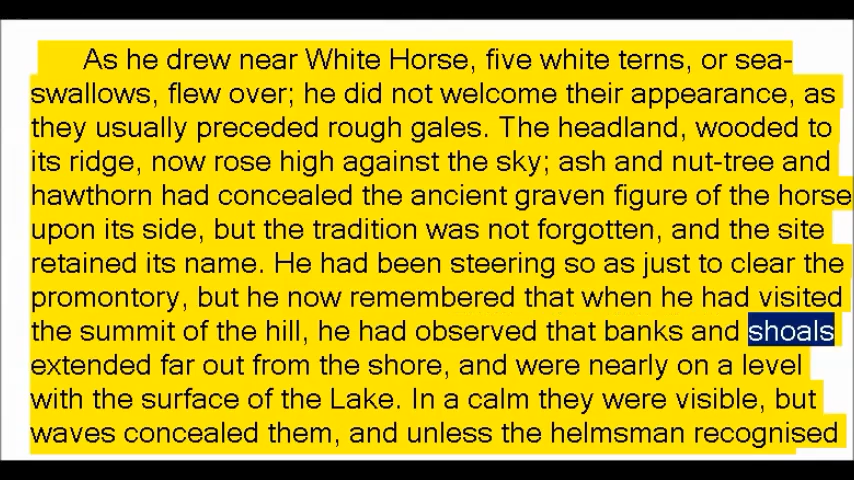 As he drew near White Horse, five white terns, or sea-
swallows, flew over; he did not welcome their appearance, as
they usually preceded rough gales. The headland, wooded to
its ridge, now rose high against the sky; ash and nut-tree and
hawthorn had concealed the ancient graven figure of the horse
upon its side, but the tradition was not forgotten, and the site
retained its name. He had been steering so as just to clear the
promontory, but he now remembered that when he had visited
the summit of the hill, he had observed that banks and shoals
extended far out from the shore, and were nearly on a level
with the surface of the Lake. In a calm they were visible, but
waves concealed them, and unless the helmsman recognised